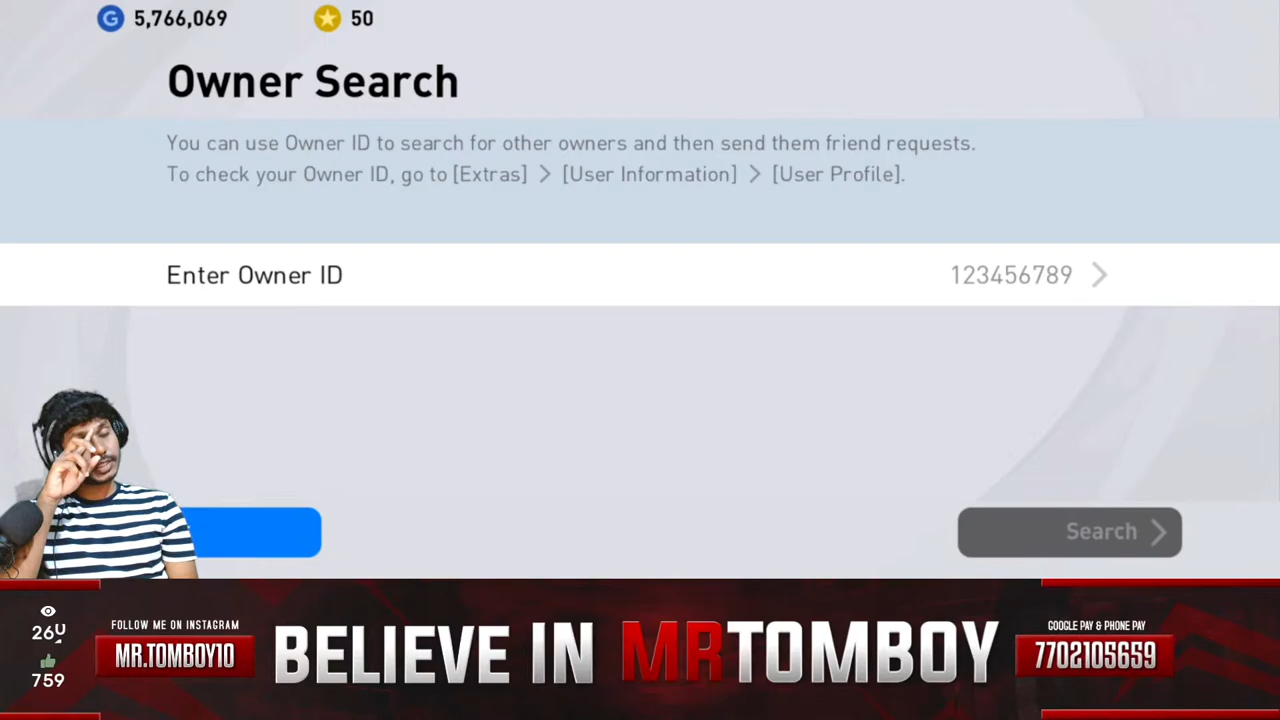 G 5,766,069 50
Owner Search
You can use Owner ID to search for other owners and then send them friend requests.
To check your Owner ID, go to [Extras] > [User Information] > [User Profile].
Enter Owner ID 123456789 >
Search >
759
FOLLOW ME ON INSTAGRAM
MR.TOMBOY10
BELIEVE IN MRTOMBOY
GOOGLE PAY & PHONE PAY
7702105659